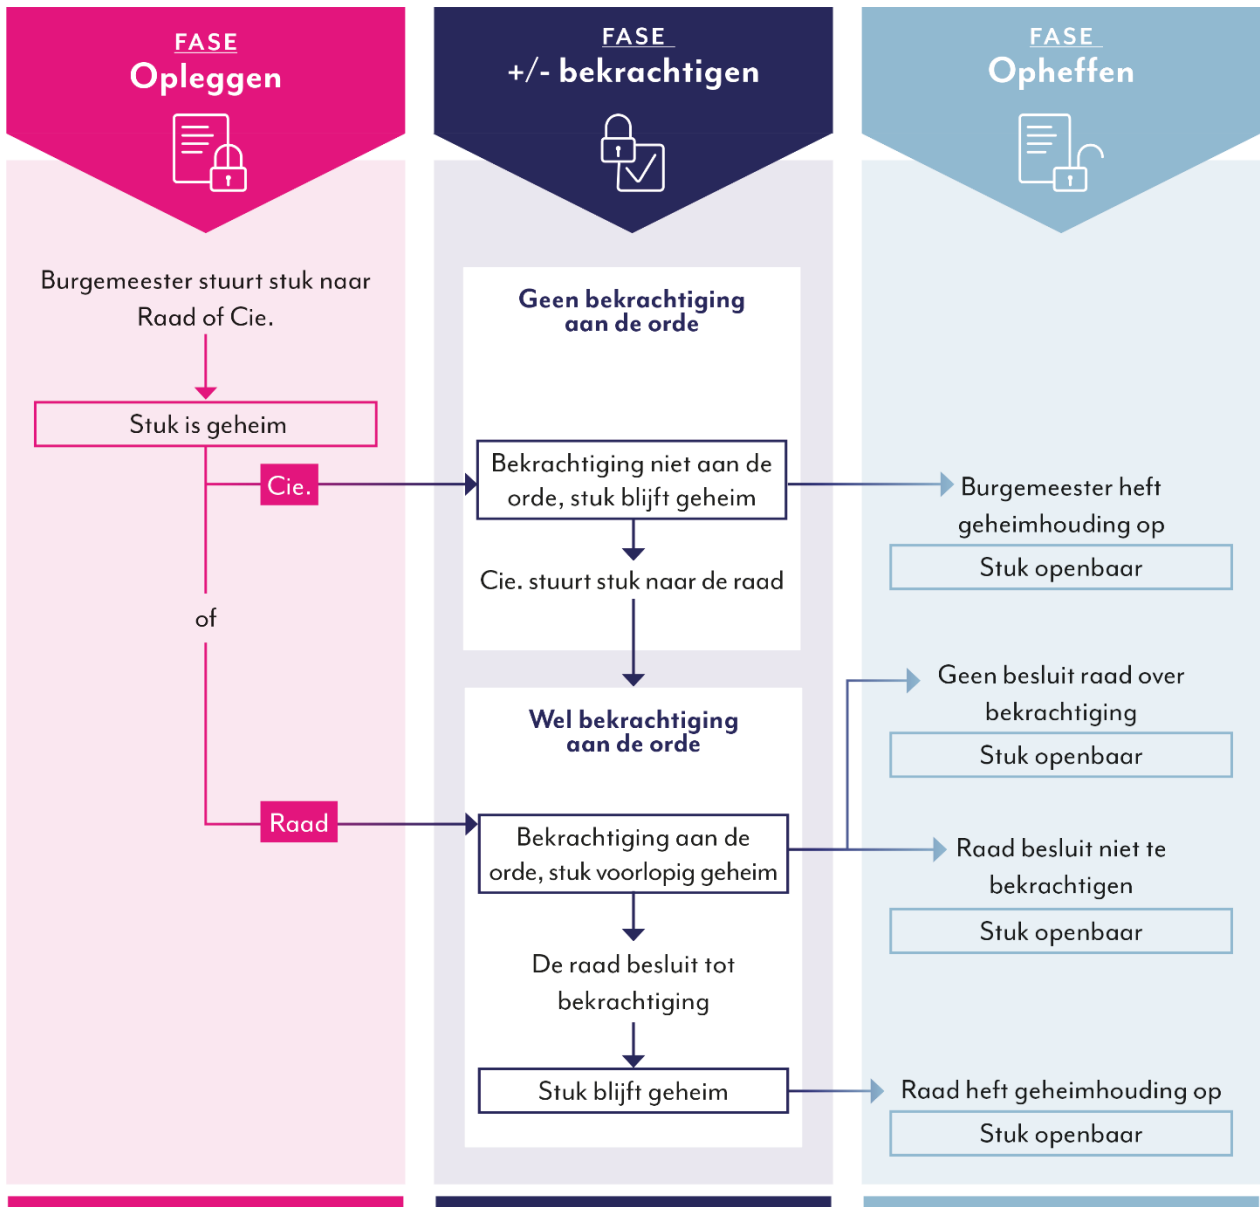 FASE
Opleggen
FASE
+/- bekrachtigen
FASE
Opheffen
Burgemeester stuurt stuk naar
Raad of Cie.
Stuk is geheim
Cie.
of
Raad
Geen bekrachtiging
aan de orde
Bekrachtiging niet aan de
orde, stuk blijft geheim
Cie. stuurt stuk naar de raad
Wel bekrachtiging
aan de orde
Bekrachtiging aan de
orde, stuk voorlopig geheim
De raad besluit tot
bekrachtiging
Stuk blijft geheim
Burgemeester heft
geheimhouding op
Stuk openbaar
Geen besluit raad over
bekrachtiging
Stuk openbaar
Raad besluit niet te
bekrachtigen
Stuk openbaar
Raad heft geheimhouding op
Stuk openbaar